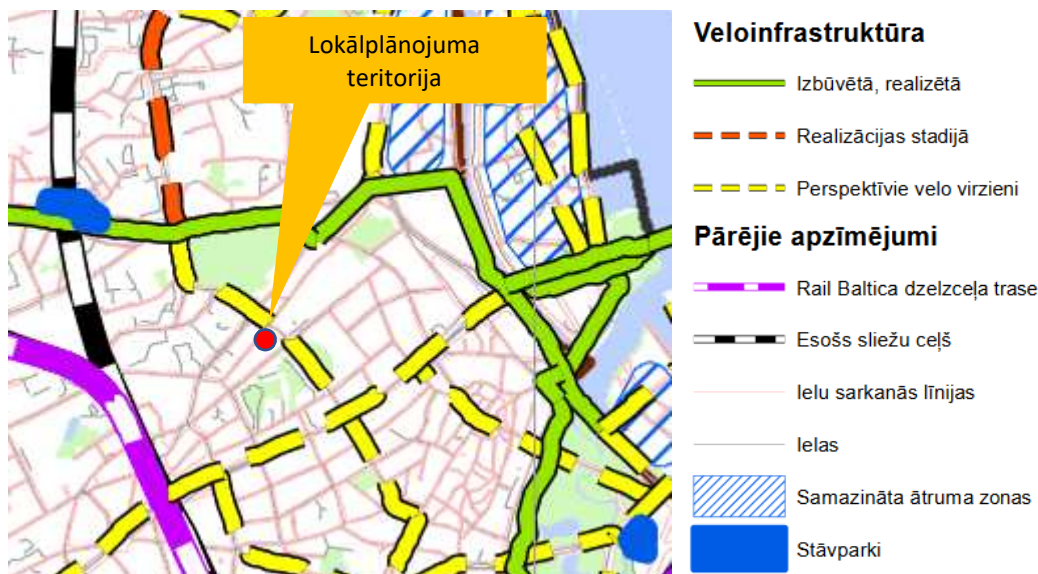 Lokālplānojuma
teritorija
Veloinfrastruktūra
Izbūvētā, realizētā
Realizācijas stadijā
Perspektīvie velo virzieni
Pārējie apzīmējumi
Rail Baltica dzelzceļa trase
Esošs sliežu ceļš
Ielu sarkanās līnijas
Ielas
Samazināta ātruma zonas
Stāvparki